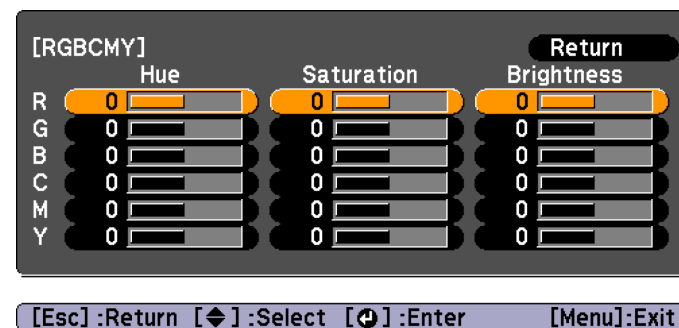 [RGBCMY] Return
Hue Saturation Brightness
R 0 0 0
G 0 0 0
B 0 0 0
C 0 0 0
M 0 0 0
Y 0 0 0
[Esc] :Return [◆] :Select [⏎] :Enter [Menu]:Exit